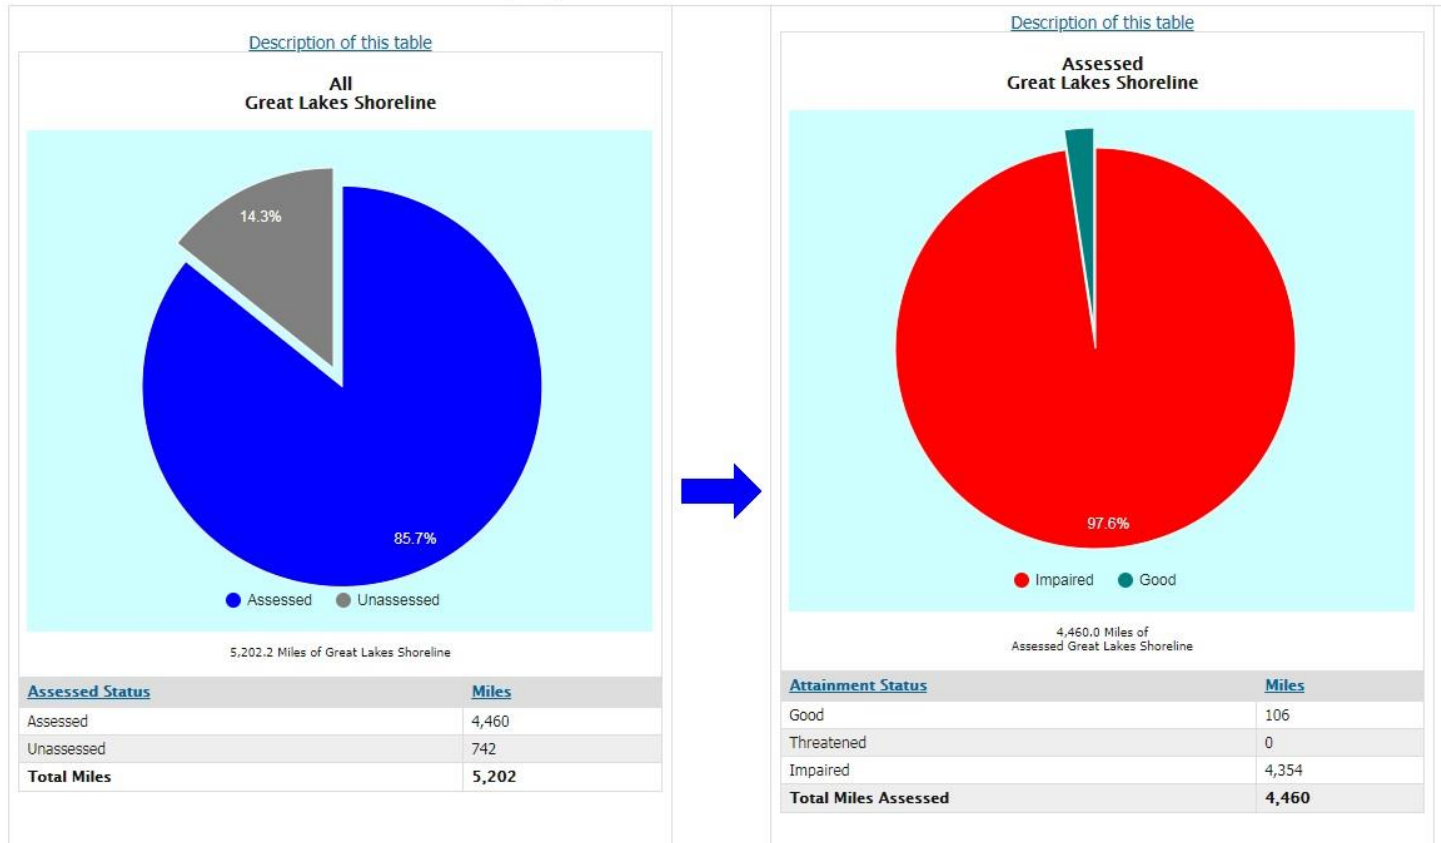 Description of this table
All
Great Lakes Shoreline
14.3%
85.7%
Assessed Unassessed
5,202.2 Miles of Great Lakes Shoreline
Assessed Status Miles
Assessed 4,460
Unassessed 742
Total Miles 5,202
Description of this table
Assessed
Great Lakes Shoreline
97.6%
Impaired Good
4,460.0 Miles of
Assessed Great Lakes Shoreline
Attainment Status Miles
Good 106
Threatened 0
Impaired 4,354
Total Miles Assessed 4,460